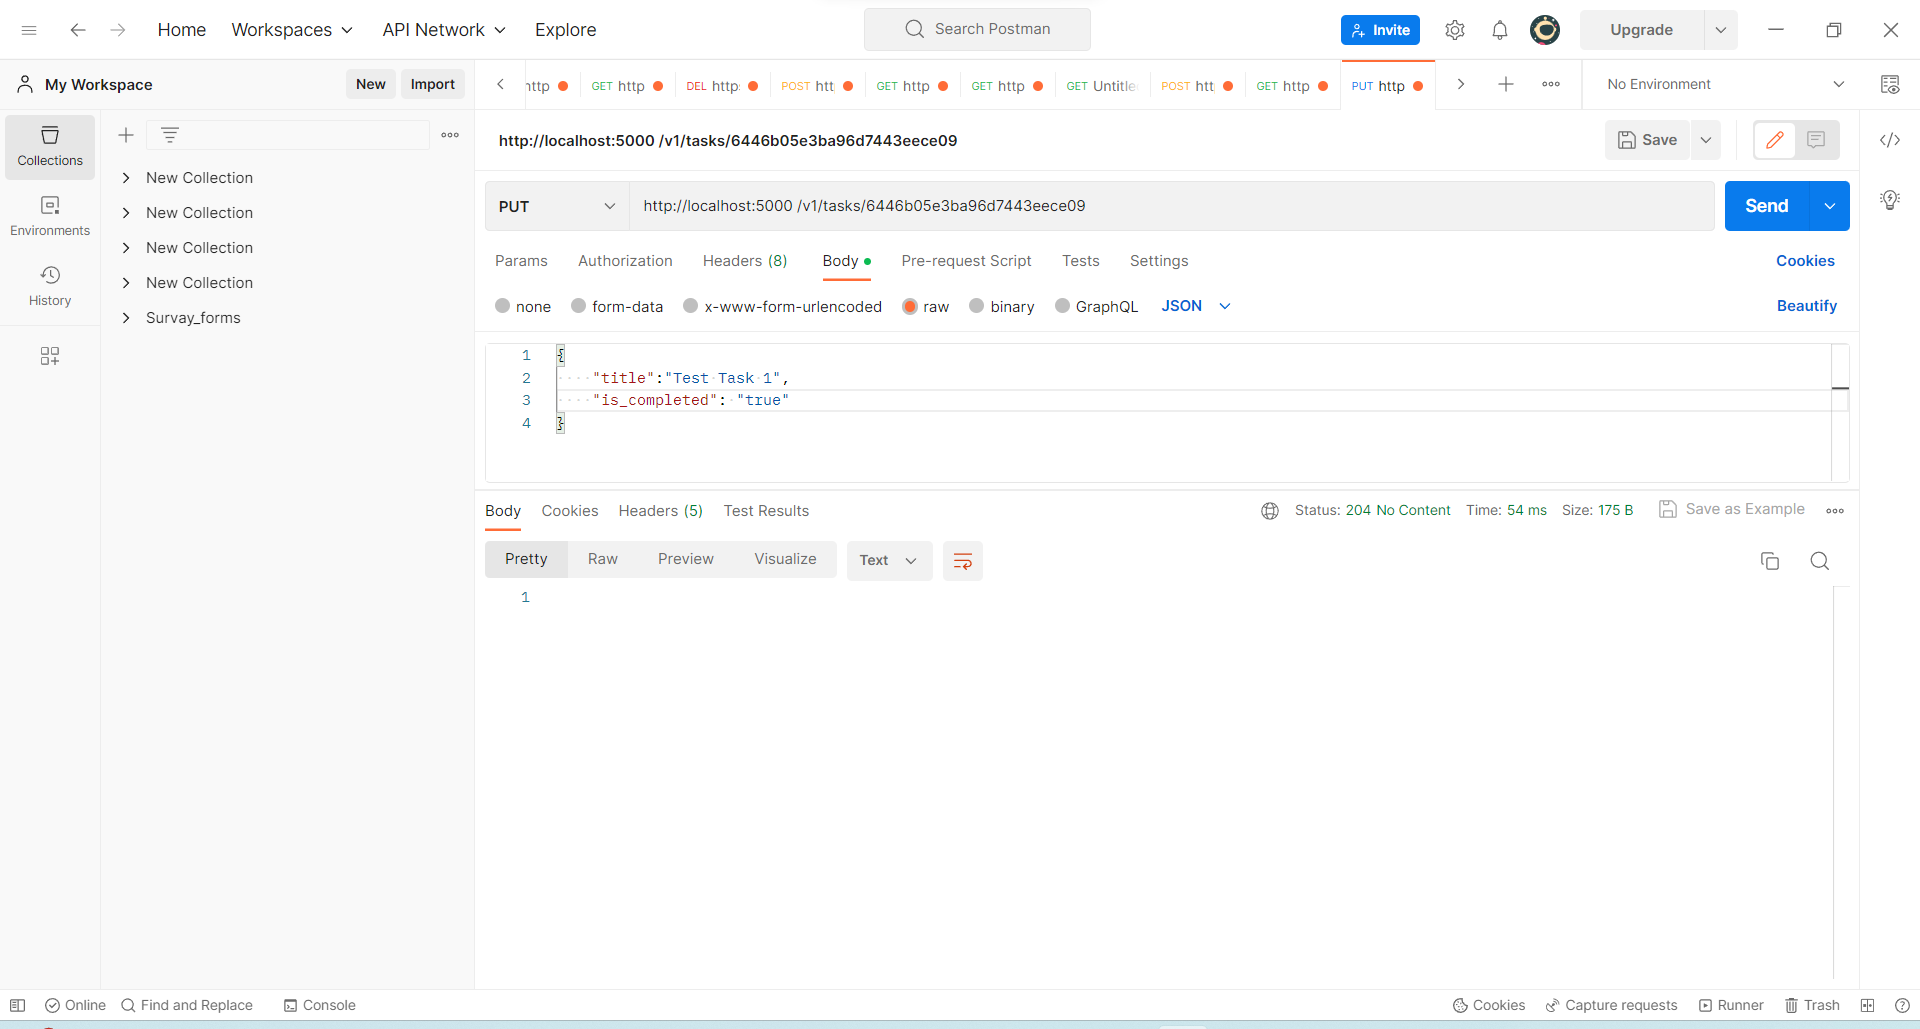 Home Workspaces API Network Explore
Search Postman
Invite
Upgrade
My Workspace
New Import
http GET http DEL http: POST htt GET http GET http GET Untitle POST htt GET http PUT http
No Environment
Collections
Environments
History
New Collection
New Collection
New Collection
New Collection
Survay_forms
http://localhost:5000 /v1/tasks/6446b05e3ba96d7443eece09
Save
PUT http://localhost:5000 /v1/tasks/6446b05e3ba96d7443eece09
Send
Params Authorization Headers (8) Body Pre-request Script Tests Settings Cookies
none form-data x-www-form-urlencoded raw binary GraphQL JSON Beautify
1 {
2 "title":"Test Task 1",
3 "is_completed": "true"
4 }
Body Cookies Headers (5) Test Results
Status: 204 No Content Time: 54 ms Size: 175 B Save as Example
Pretty Raw Preview Visualize Text
1
Online Find and Replace Console
Cookies Capture requests Runner Trash